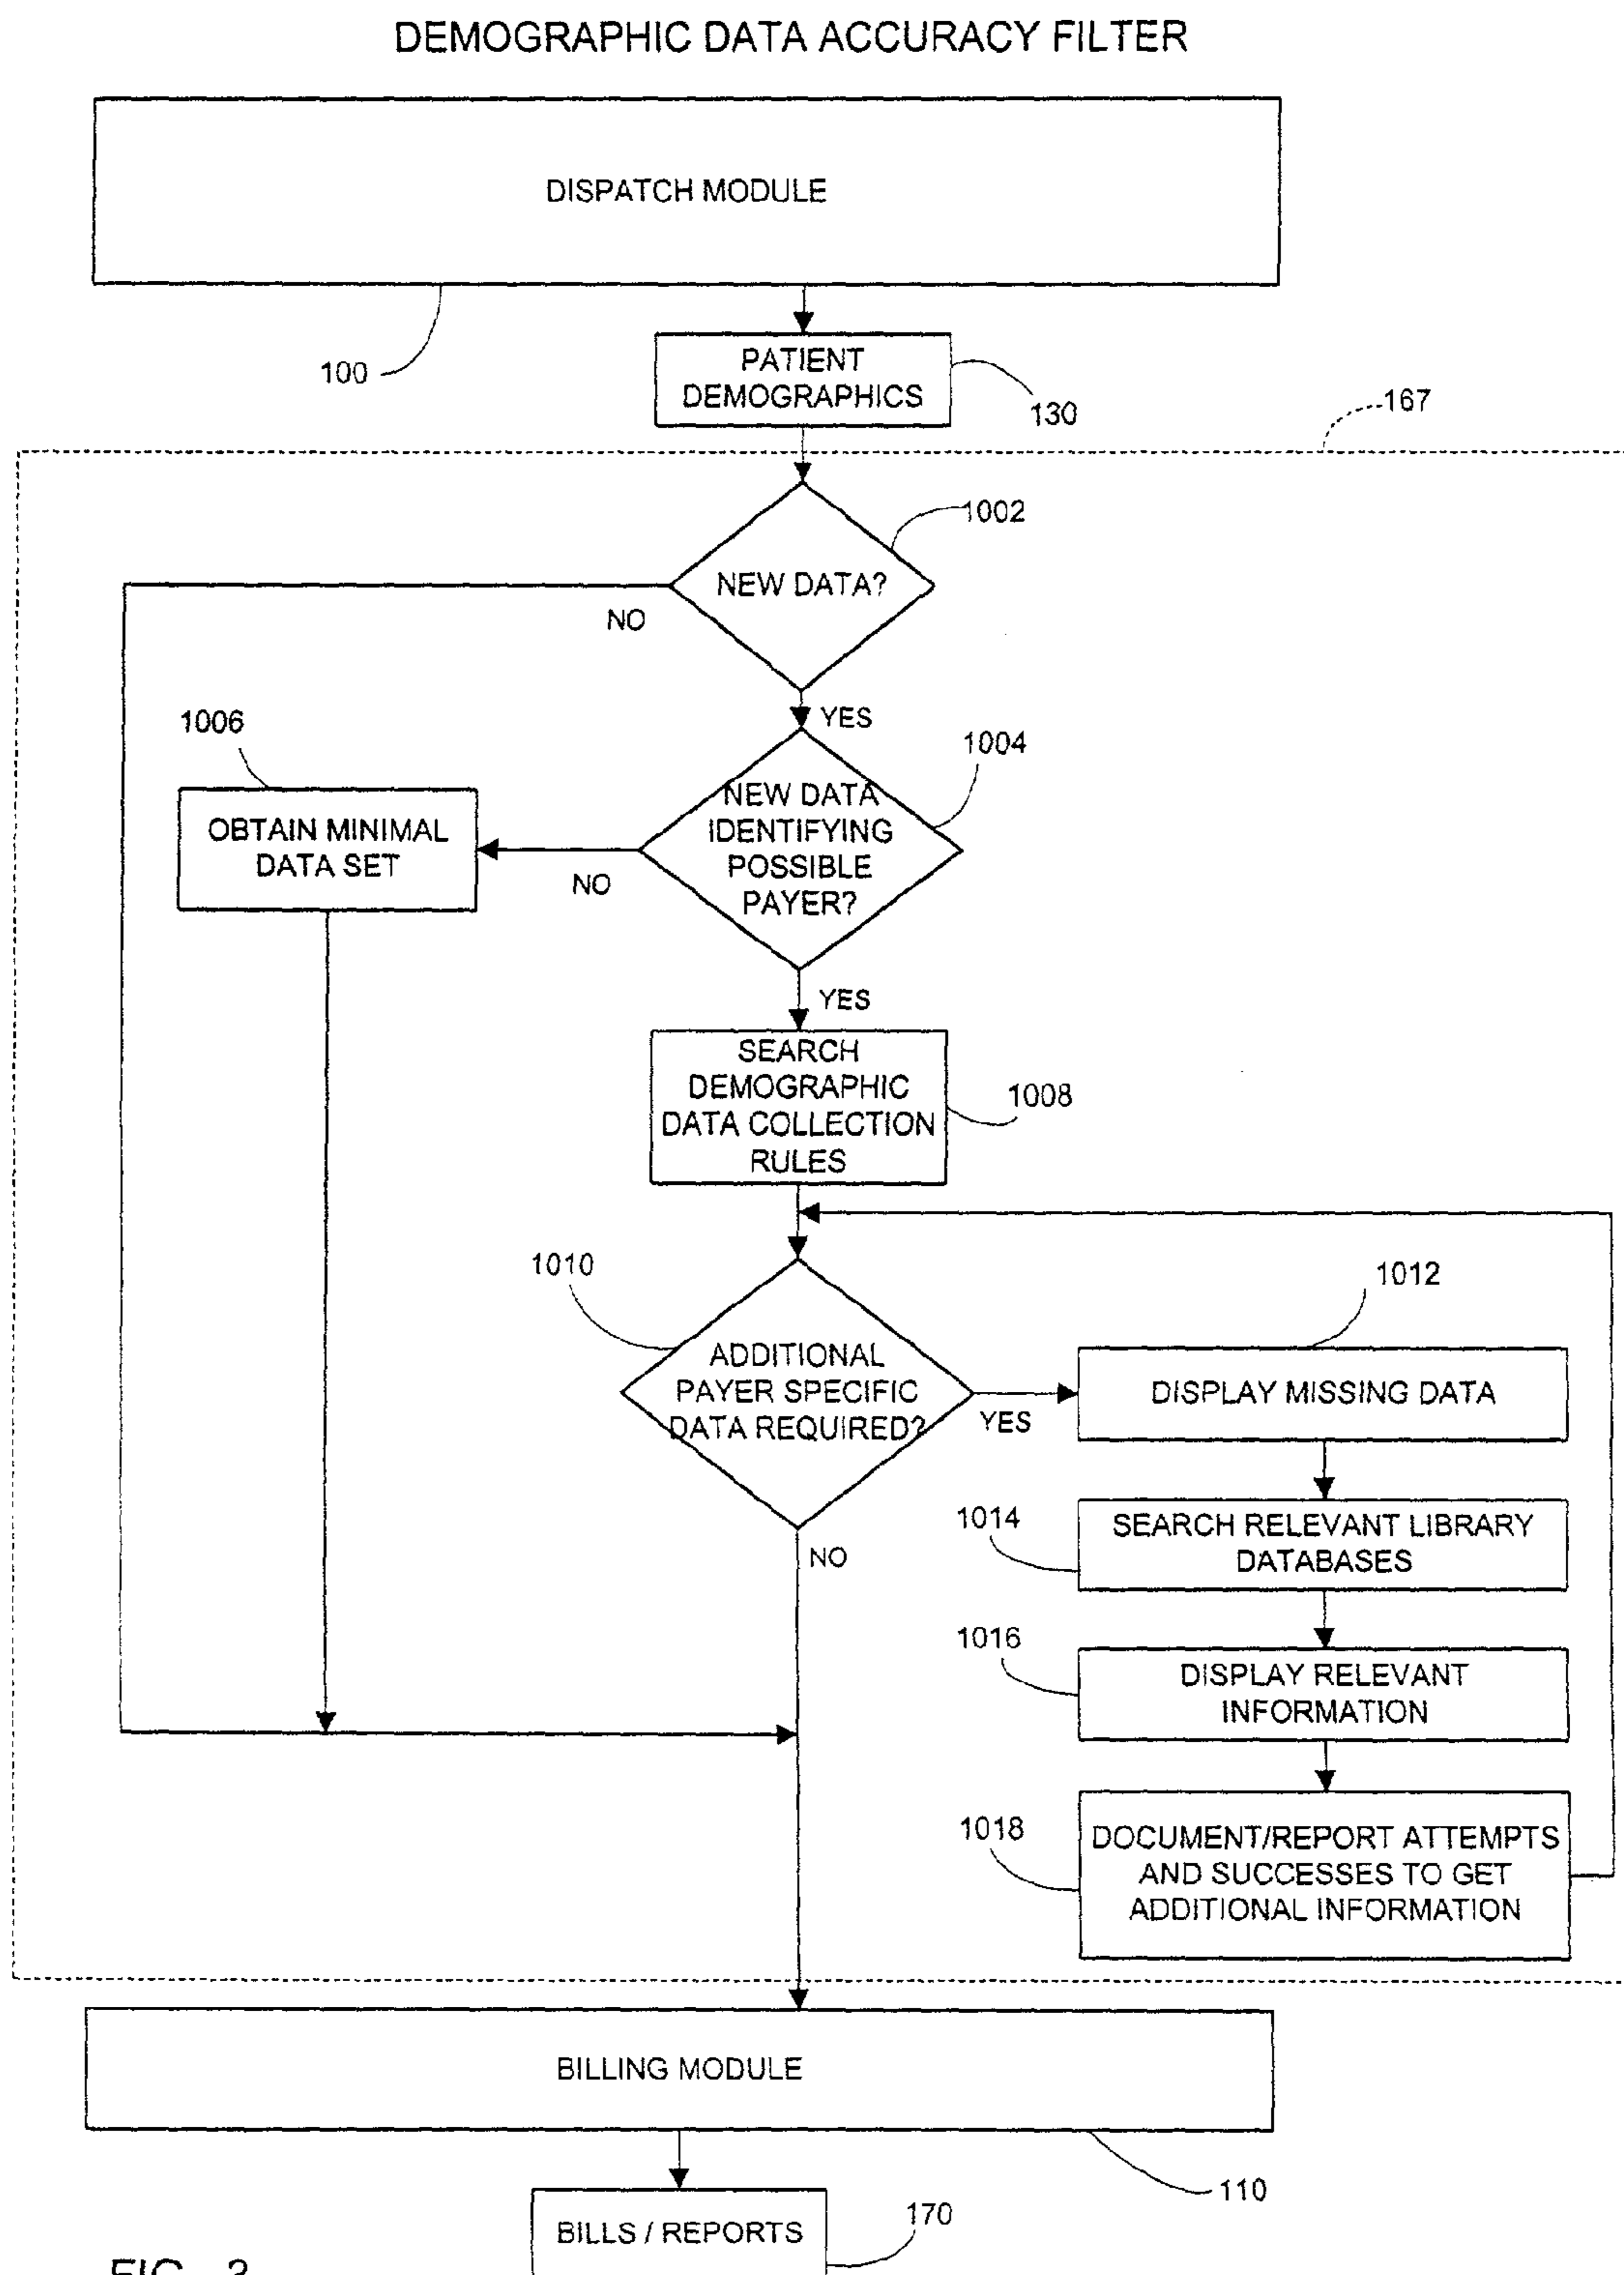 DEMOGRAPHIC DATA ACCURACY FILTER
DISPATCH MODULE
100
PATIENT
DEMOGRAPHICS
130
167
1002
NEW DATA?
NO
YES
1006
1004
OBTAIN MINIMAL
DATA SET
NEW DATA
IDENTIFYING
POSSIBLE
PAYER?
NO
YES
SEARCH
DEMOGRAPHIC
DATA COLLECTION
RULES
1008
1010
ADDITIONAL
PAYER SPECIFIC
DATA REQUIRED?
YES
NO
1012
DISPLAY MISSING DATA
1014
SEARCH RELEVANT LIBRARY
DATABASES
1016
DISPLAY RELEVANT
INFORMATION
1018
DOCUMENT/REPORT ATTEMPTS
AND SUCCESSES TO GET
ADDITIONAL INFORMATION
BILLING MODULE
110
BILLS / REPORTS
170
FIG.